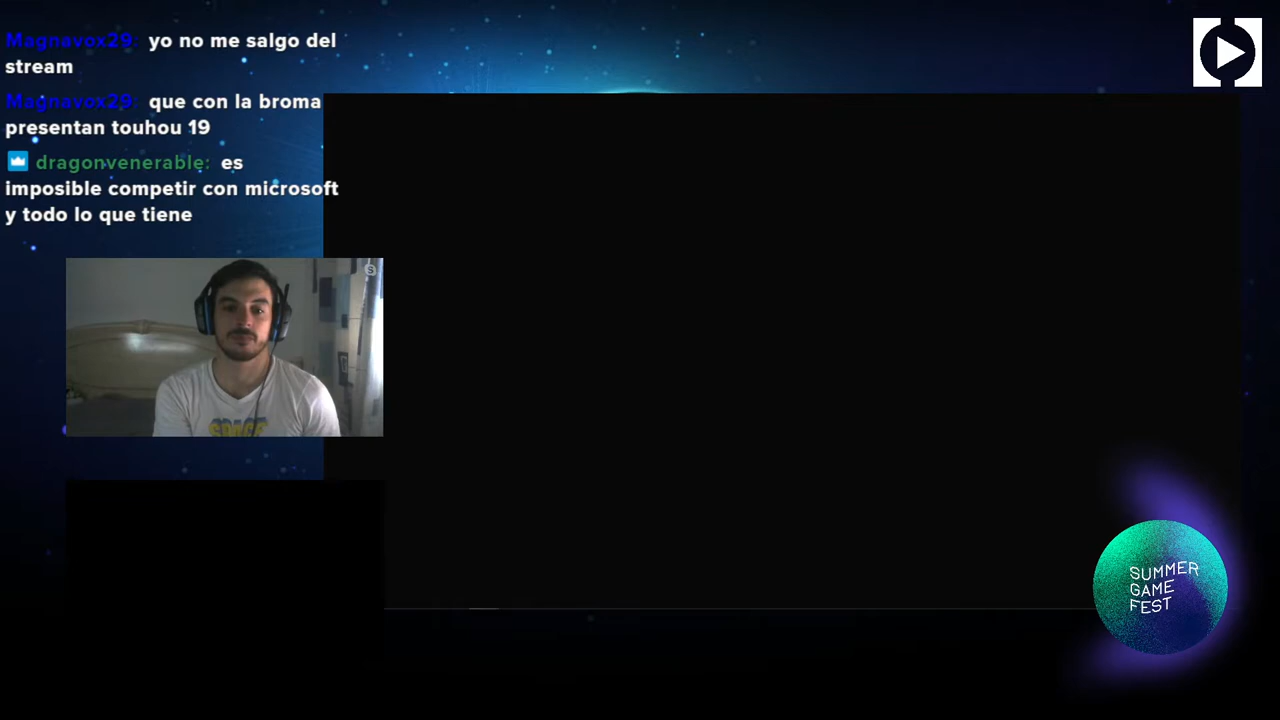 Magnavox29: yo no me salgo del
stream
Magnavox29: que con la broma
presentan touhou 19
dragonvenerable: es
imposible competir con microsoft
y todo lo que tiene
SPACE
SUMMER
GAME
FEST